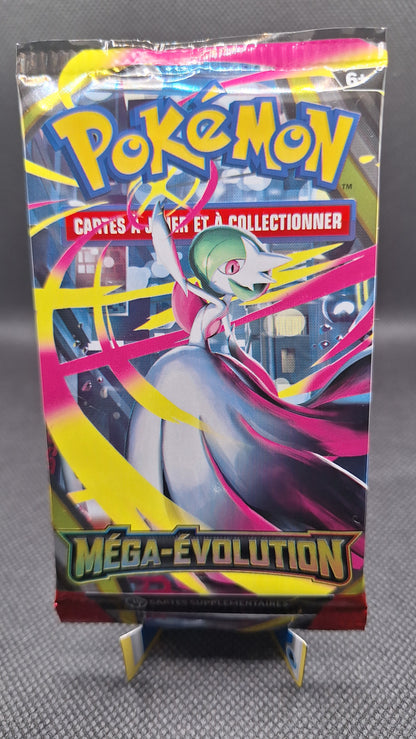 6+
POKÉMON
TM
CARTES À JOUER ET À COLLECTIONNER
MÉGA-ÉVOLUTION
CARTES SUPPLÉMENTAIRES